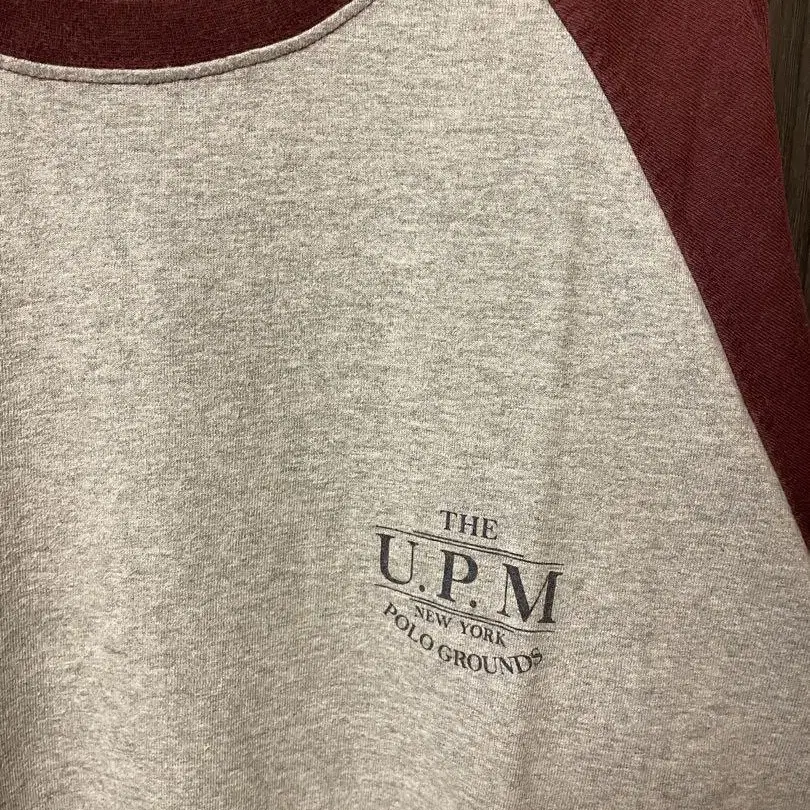 THE
U.P.M
NEW YORK
POLO GROUNDS